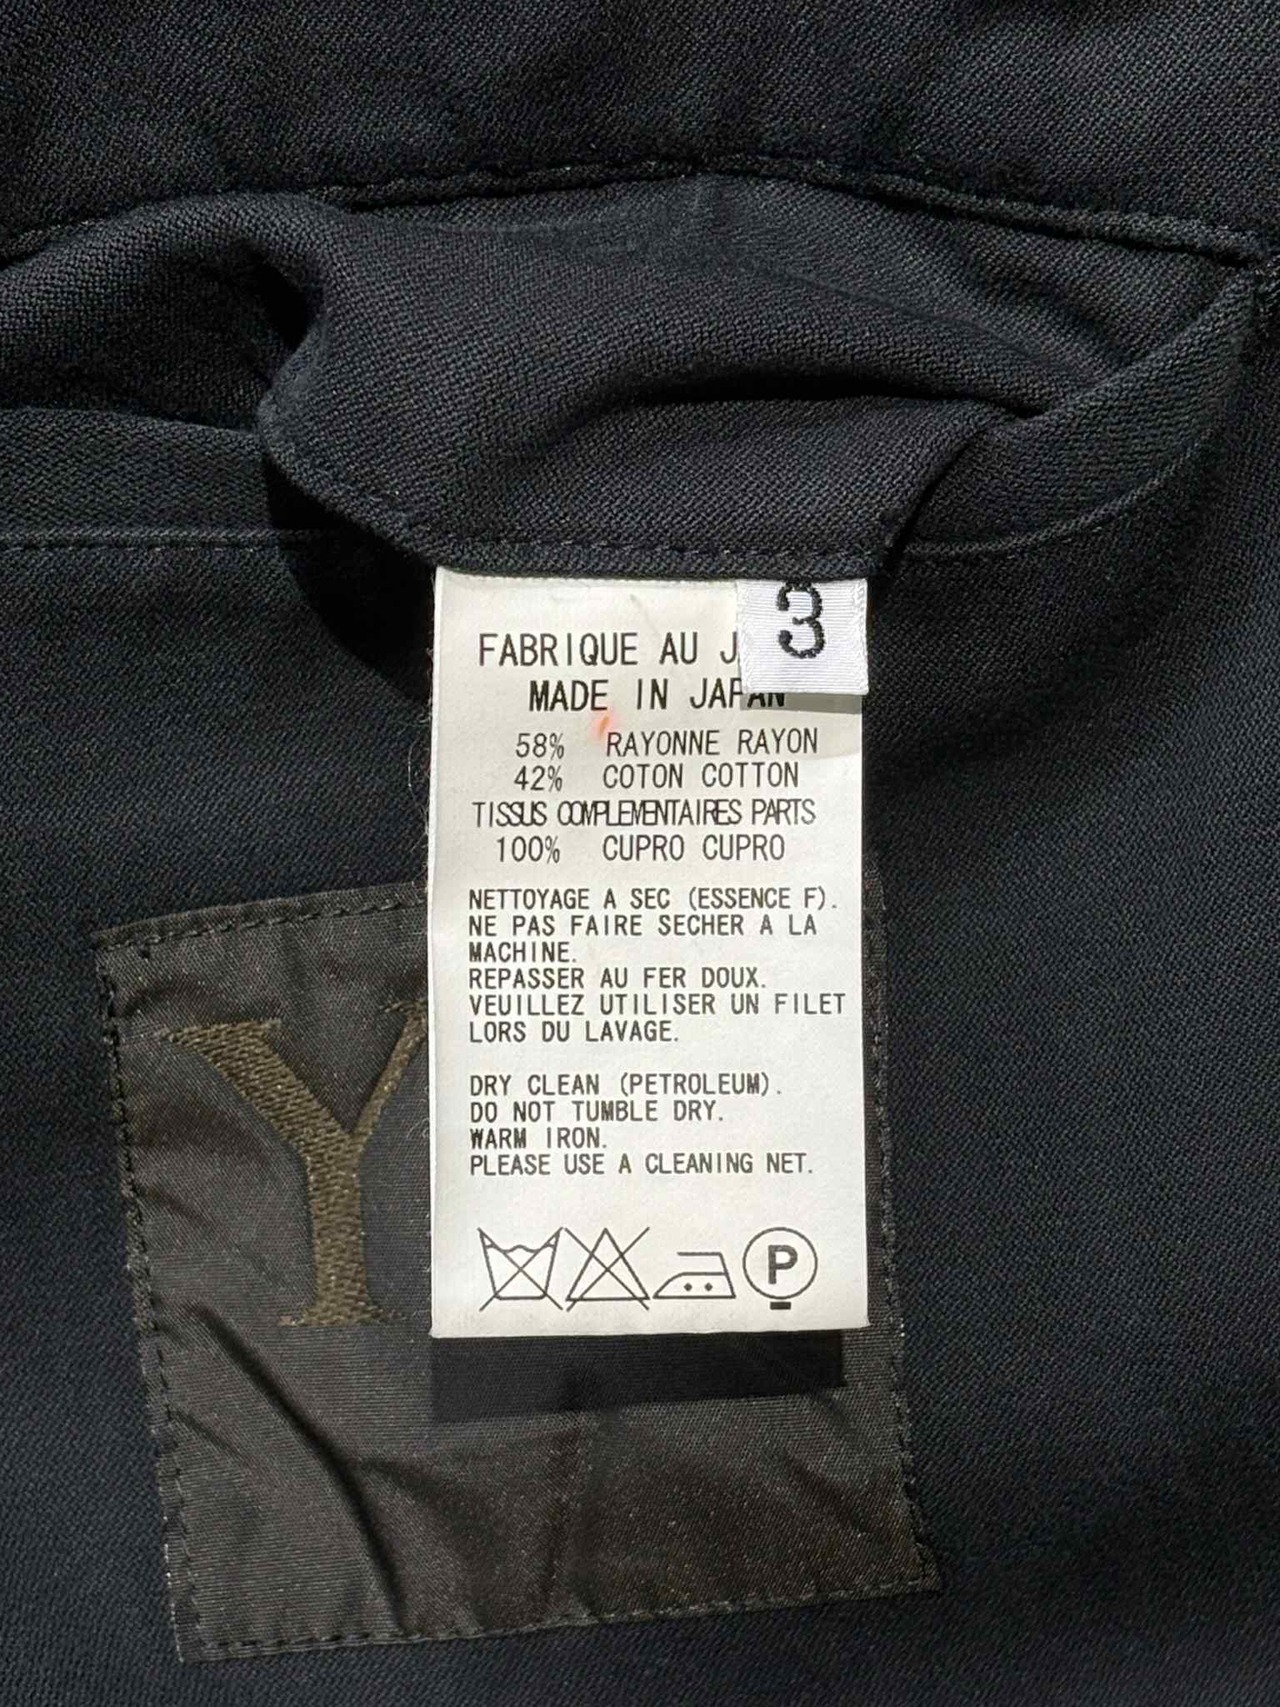 3
FABRIQUE AU
MADE IN JAPAN
58% RAYONNE RAYON
42% COTON COTTON
TISSUS COMPLEMENTAIRES PARTS
100% CUPRO CUPRO
NETTOYAGE A SEC (ESSENCE F).
NE PAS FAIRE SECHER A LA
MACHINE.
REPASSER AU FER DOUX.
VEUILLEZ UTILISER UN FILET
LORS DU LAVAGE.
DRY CLEAN (PETROLEUM).
DO NOT TUMBLE DRY.
WARM IRON.
PLEASE USE A CLEANING NET.
P
Y